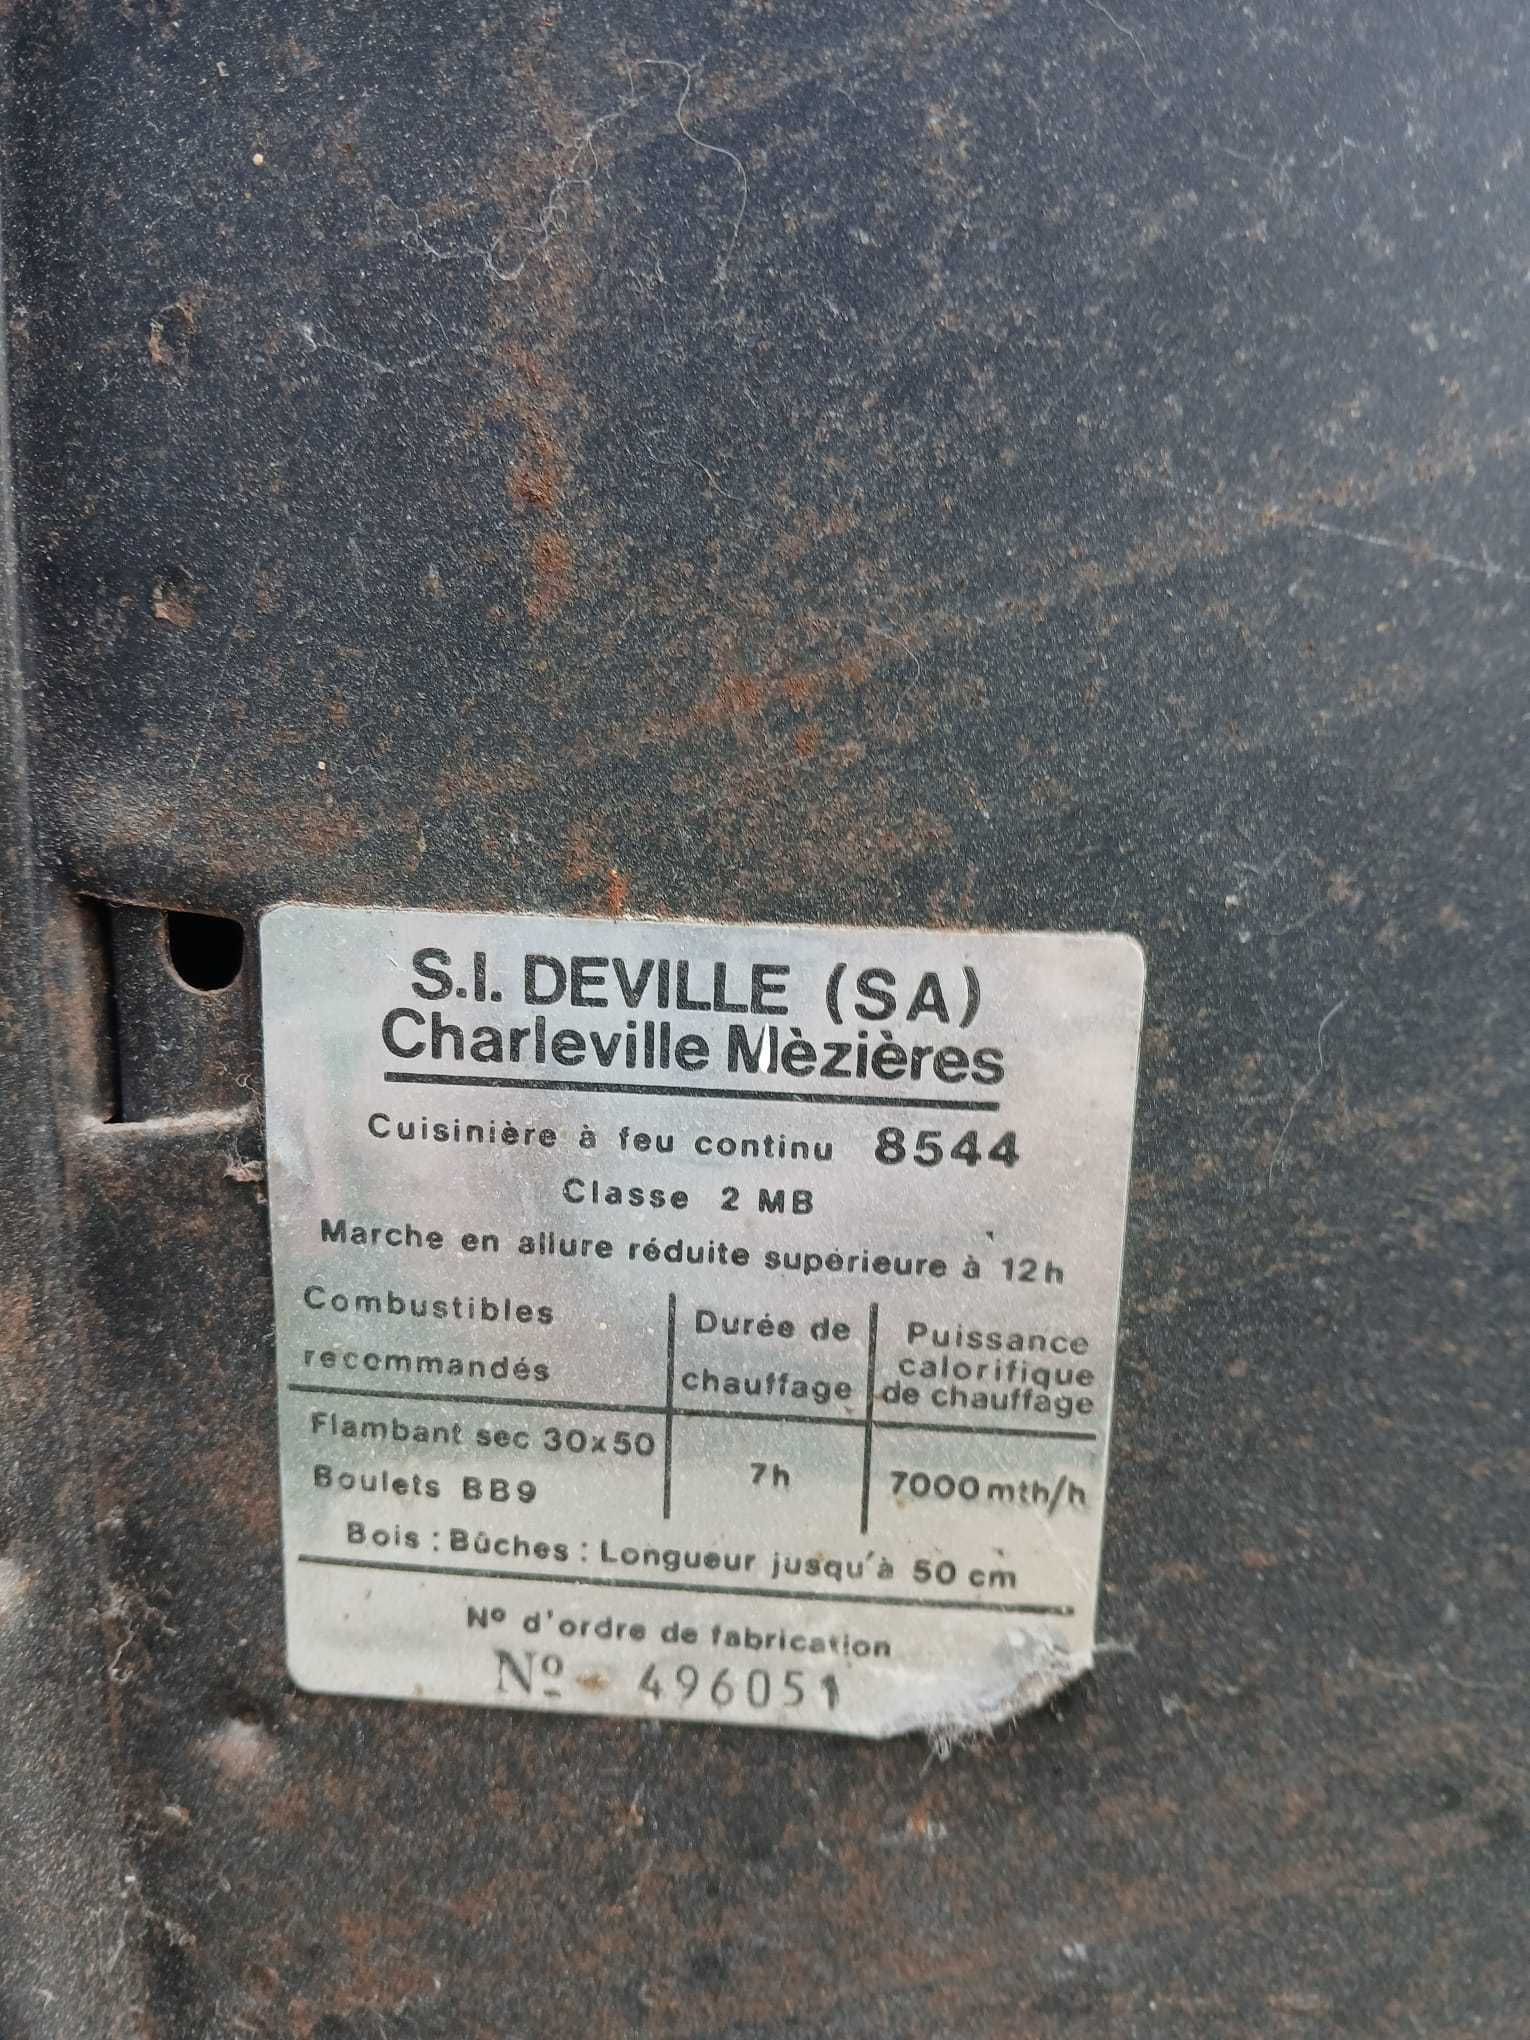 S.I. DEVILLE (SA)
Charleville Mèzières
Cuisinière à feu continu 8544
Classe 2 MB
Marche en allure réduite supérieure à 12h
Combustibles
recommandés
Durée de
chauffage
Puissance
calorifique
de chauffage
Flambant sec 30x50
Boulets BB9
7h
7000 mth/h
Bois : Bûches : Longueur jusqu'à 50 cm
Nº d'ordre de fabrication
Nº 496051